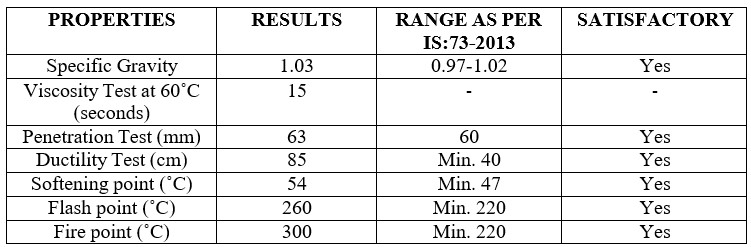 PROPERTIES RESULTS RANGE AS PER IS:73-2013 SATISFACTORY
Specific Gravity 1.03 0.97-1.02 Yes
Viscosity Test at 60˚C (seconds) 15 - -
Penetration Test (mm) 63 60 Yes
Ductility Test (cm) 85 Min. 40 Yes
Softening point (˚C) 54 Min. 47 Yes
Flash point (˚C) 260 Min. 220 Yes
Fire point (˚C) 300 Min. 220 Yes